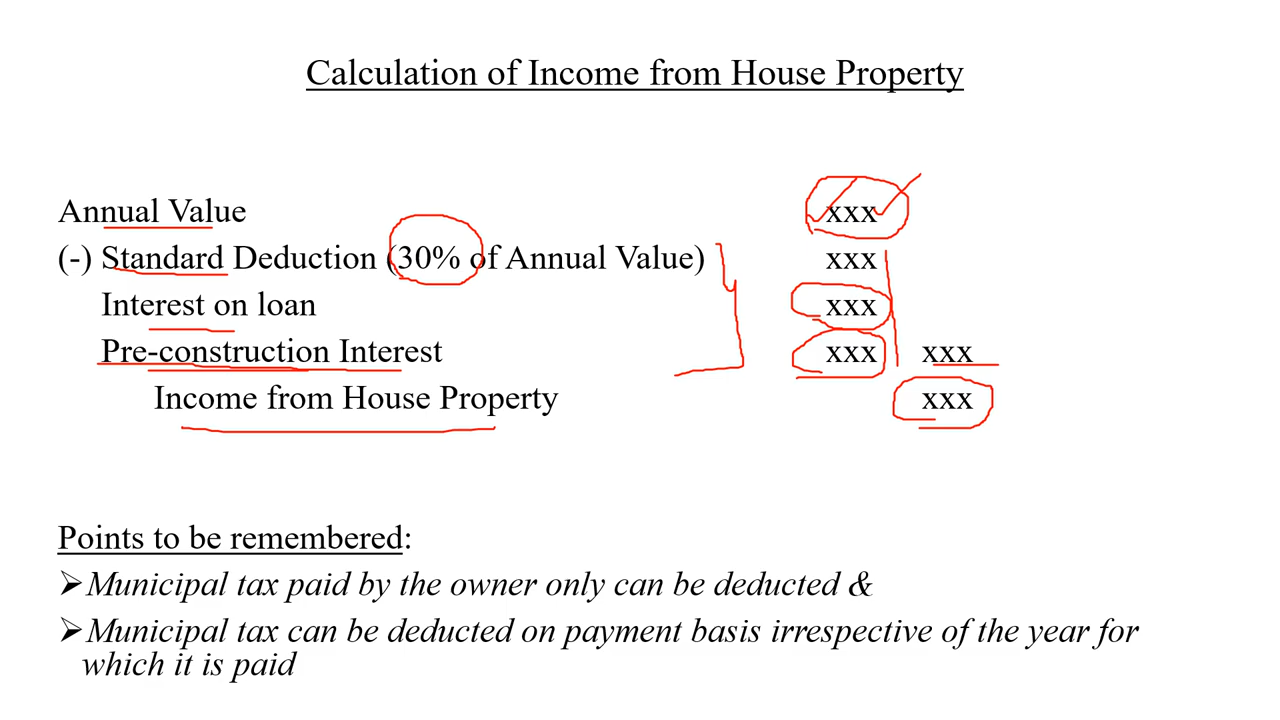 Calculation of Income from House Property
Annual Value xxx
(-) Standard Deduction (30% of Annual Value) xxx
Interest on loan xxx
Pre-construction Interest xxx xxx
Income from House Property xxx
Points to be remembered:
➢Municipal tax paid by the owner only can be deducted &
➢Municipal tax can be deducted on payment basis irrespective of the year for
which it is paid